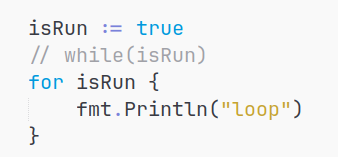 isRun := true
// while(isRun)
for isRun {
    fmt.Println("loop")
}